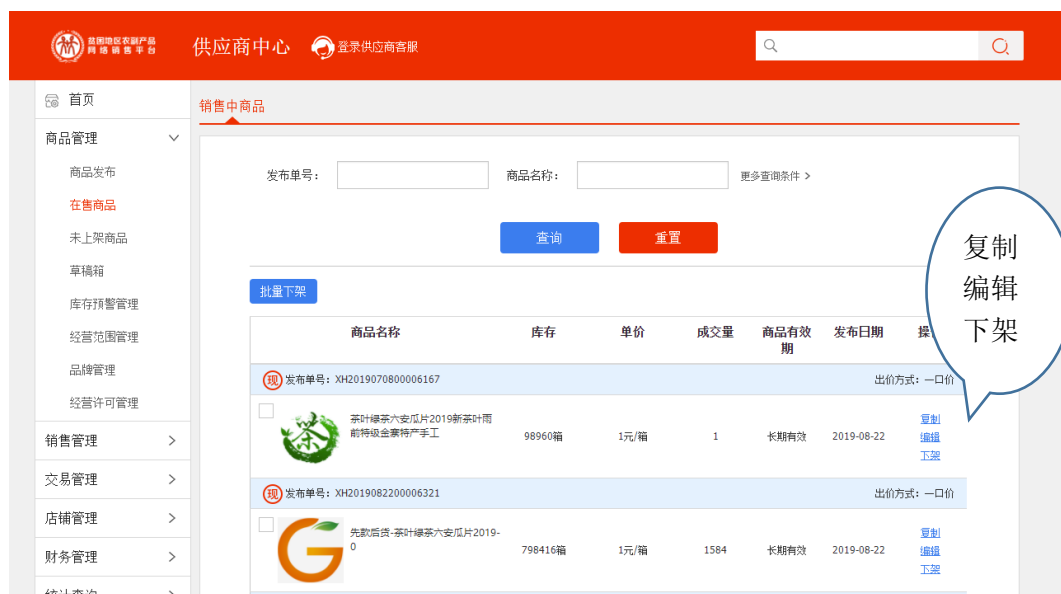 贫困地区农副产品
网络销售平台
供应商中心
登录供应商客服
首页
销售中商品
商品管理
商品发布
在售商品
未上架商品
草稿箱
库存预警管理
经营范围管理
品牌管理
经营许可管理
销售管理
交易管理
店铺管理
财务管理
发布单号：
商品名称：
更多查询条件 >
查询
重置
复制
编辑
下架
批量下架
商品名称 库存 单价 成交量 商品有效期 发布日期
现 发布单号：XH2019070800006167 出价方式：一口价
茶
茶叶绿茶六安瓜片2019新茶叶雨
前特级金寨特产手工
98960箱 1元/箱 1 长期有效 2019-08-22
复制
编辑
下架
现 发布单号：XH2019082200006321 出价方式：一口价
先款后货-茶叶绿茶六安瓜片2019-
0
798416箱 1元/箱 1584 长期有效 2019-08-22
复制
编辑
下架